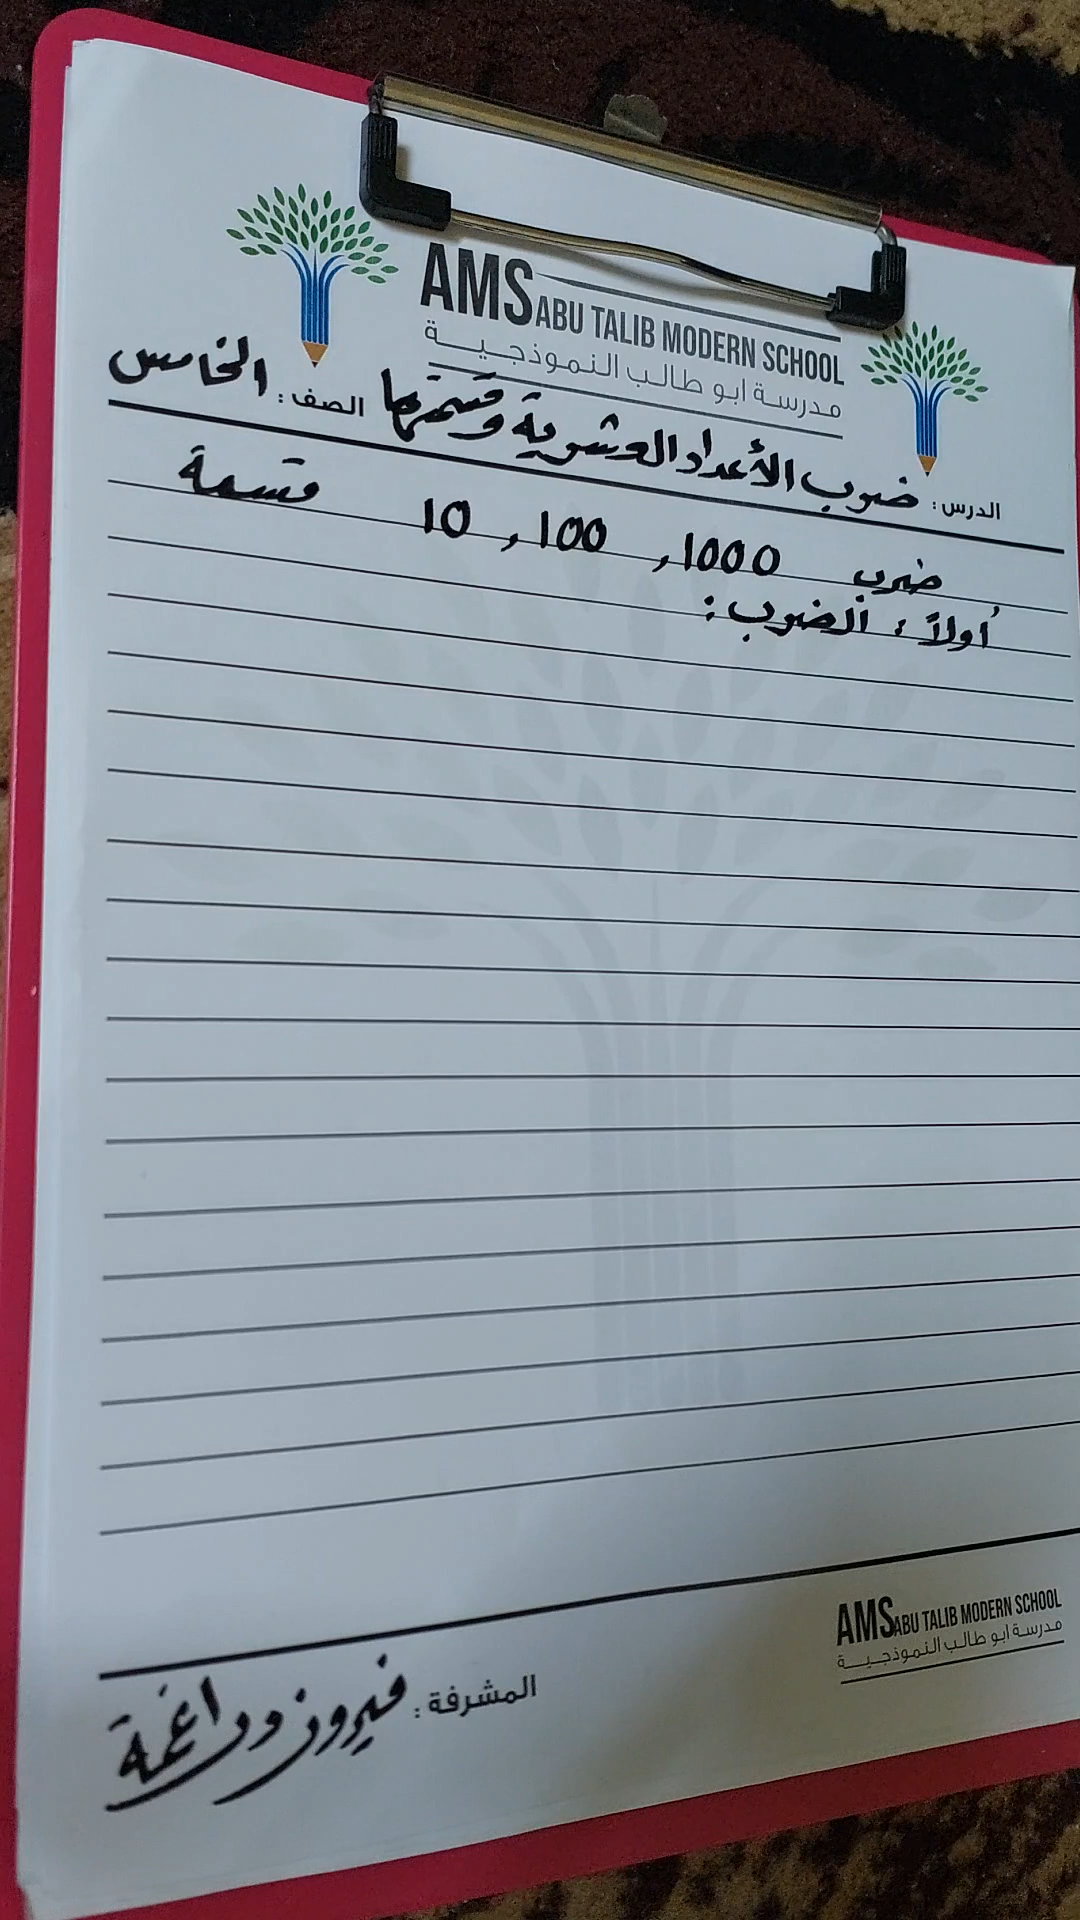 AMS ABU TALIB MODERN SCHOOL
مدرسة ابو طالب النموذجية
الدرس: ضرب الأعداد العشرية وقسمتها الصف: الخامس
ضرب 1000, 100, 10 قسمة
أولاً: الضرب:
AMS ABU TALIB MODERN SCHOOL
مدرسة ابو طالب النموذجية
المشرفة: فيروز دراغمة